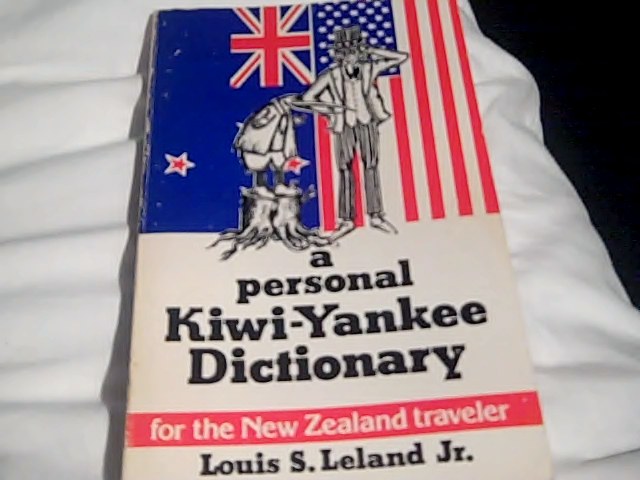 a
personal
Kiwi-Yankee
Dictionary
for the New Zealand traveler
Louis S. Leland Jr.